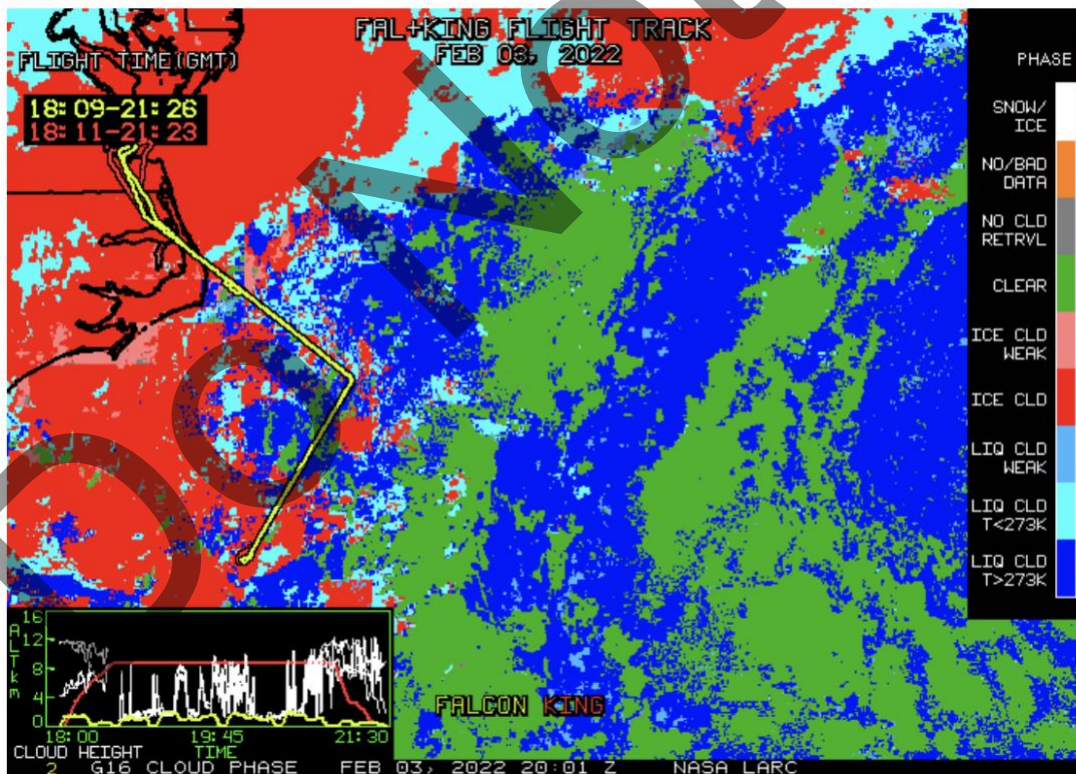 FAL+KING FLIGHT TRACK
FEB 03, 2022
FLIGHT TIME(GMT)
18:09-21:26
18:11-21:23
PHASE
SNOW/
ICE
NO/BAD
DATA
NO CLD
RETRVL
CLEAR
ICE CLD
WEAK
ICE CLD
LIQ CLD
WEAK
LIQ CLD
T<273K
LIQ CLD
T>273K
Do Not
ALT km
16
12
8
4
0
18:00 19:45 21:30
CLOUD HEIGHT TIME
FALCON KING
2 G16 CLOUD PHASE FEB 03, 2022 20:01 Z NASA LARC